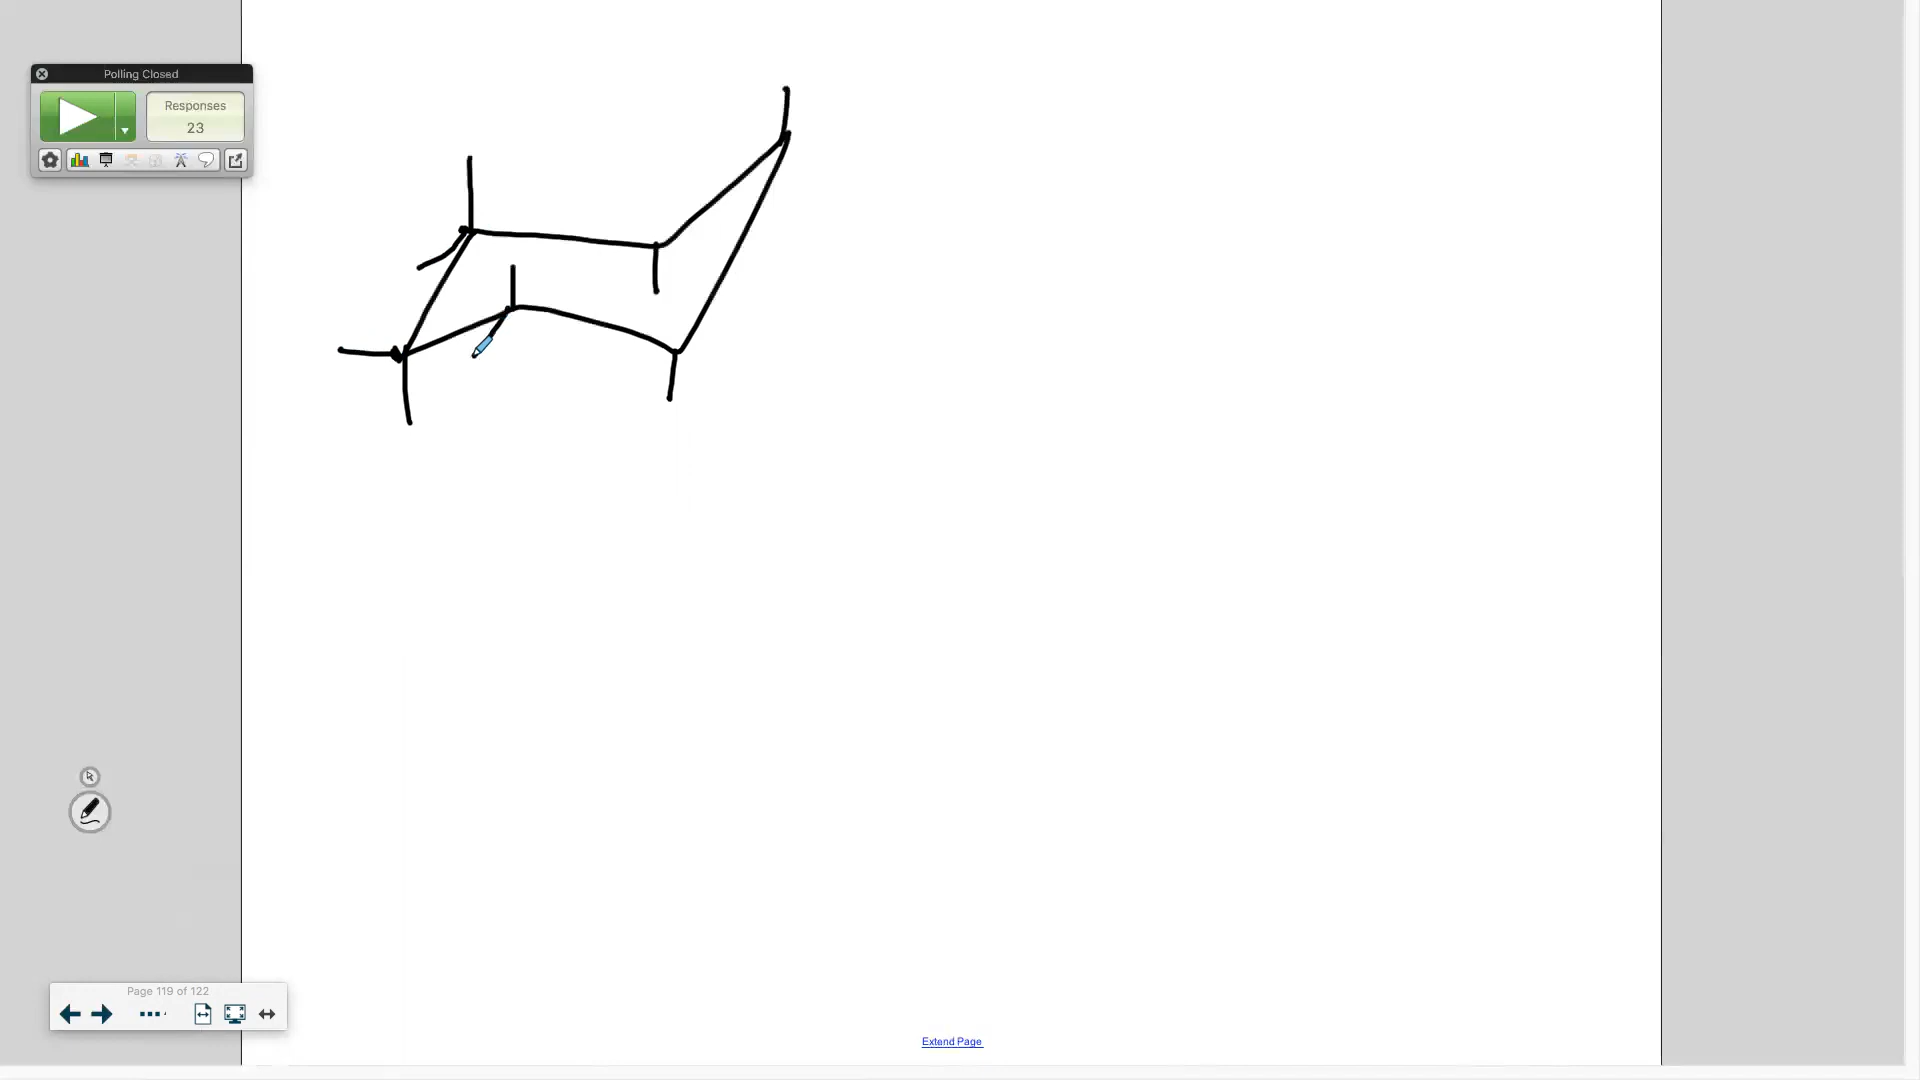 Polling Closed
Responses
23
Page 119 of 122
Extend Page